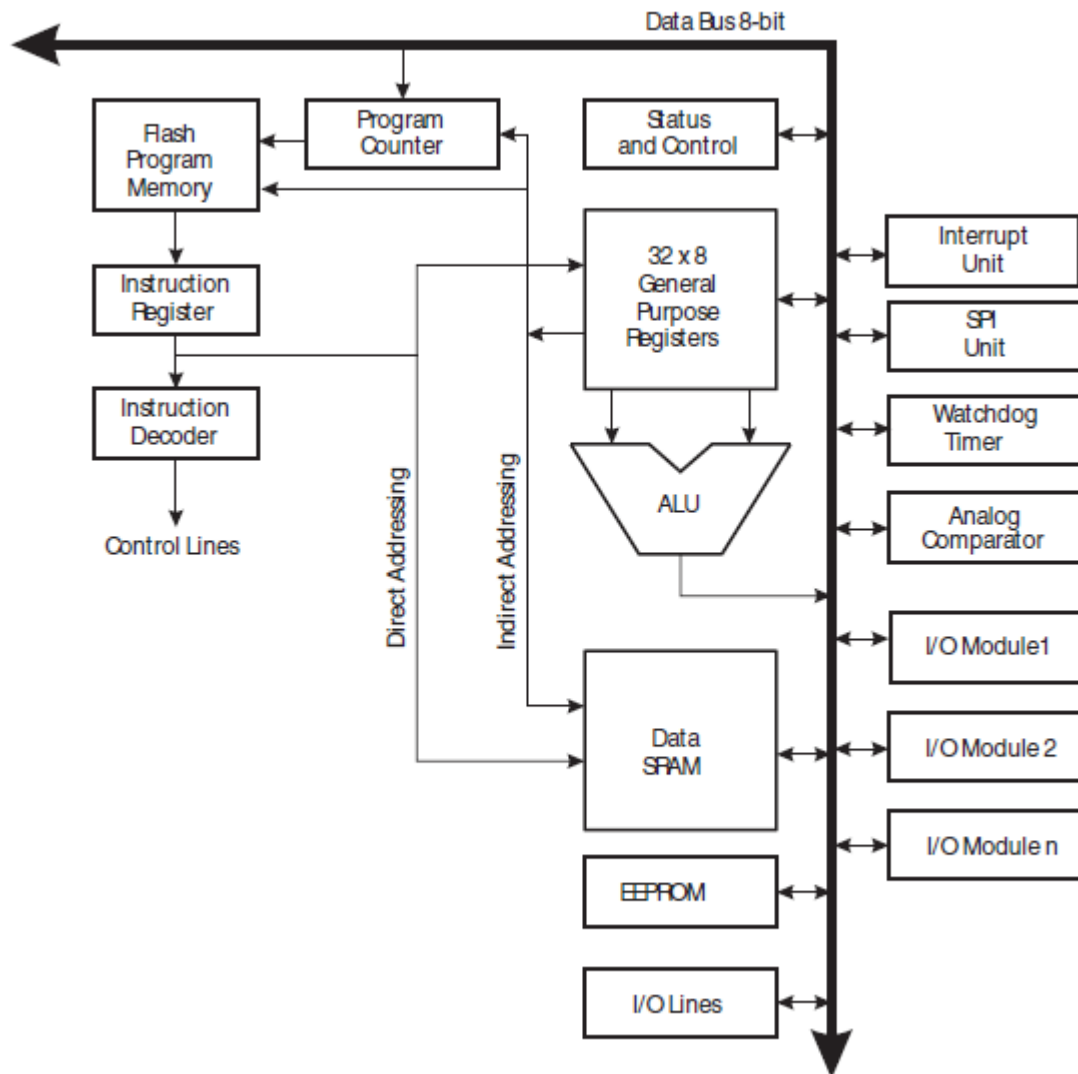 Data Bus 8-bit
Flash
Program
Memory
Program
Counter
Status
and Control
Interrupt
Unit
32 x 8
General
Purpose
Registers
Instruction
Register
SPI
Unit
Instruction
Decoder
Watchdog
Timer
Direct Addressing
Indirect Addressing
ALU
Analog
Comparator
Control Lines
I/O Module1
Data
SRAM
I/O Module 2
I/O Module n
EEPROM
I/O Lines